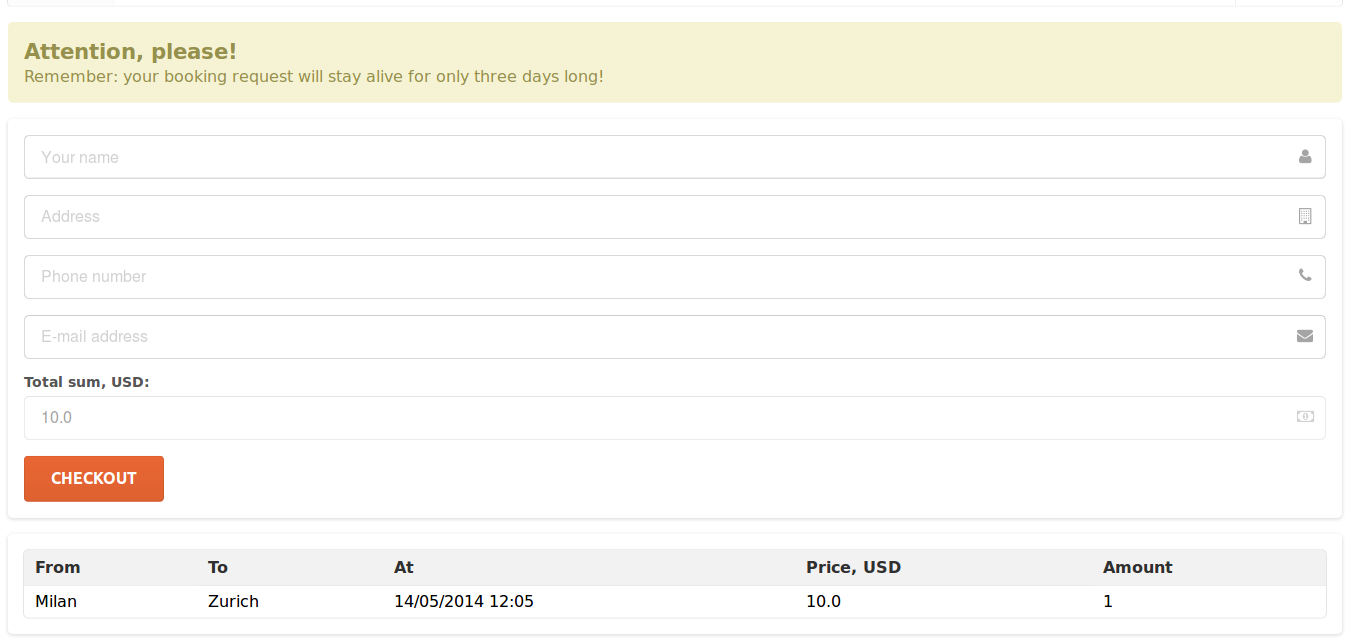 Attention, please!
Remember: your booking request will stay alive for only three days long!
Your name
Address
Phone number
E-mail address
Total sum, USD:
10.0
CHECKOUT
From To At Price, USD Amount
Milan Zurich 14/05/2014 12:05 10.0 1